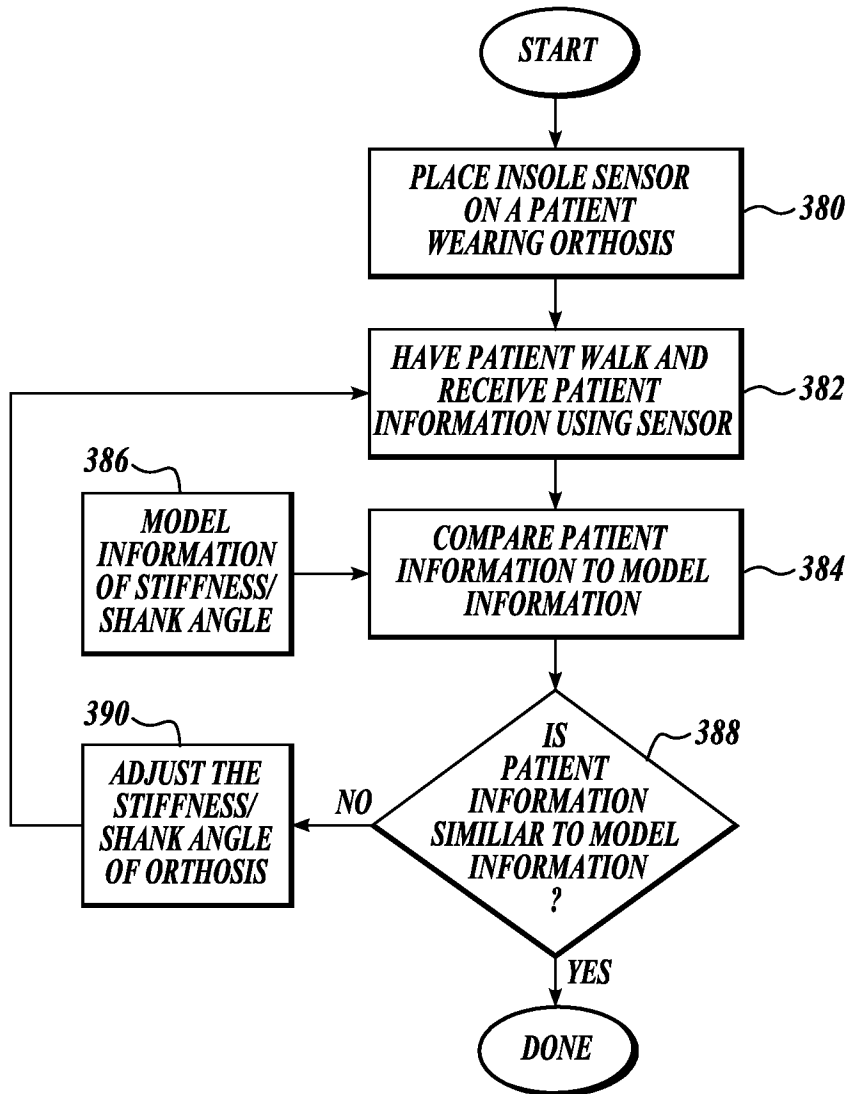 START
PLACE INSOLE SENSOR
ON A PATIENT
WEARING ORTHOSIS
380
HAVE PATIENT WALK AND
RECEIVE PATIENT
INFORMATION USING SENSOR
382
386
MODEL
INFORMATION
OF STIFFNESS/
SHANK ANGLE
COMPARE PATIENT
INFORMATION TO MODEL
INFORMATION
384
390
ADJUST THE
STIFFNESS/
SHANK ANGLE
OF ORTHOSIS
NO
IS
PATIENT
INFORMATION
SIMILIAR TO MODEL
INFORMATION
?
388
YES
DONE